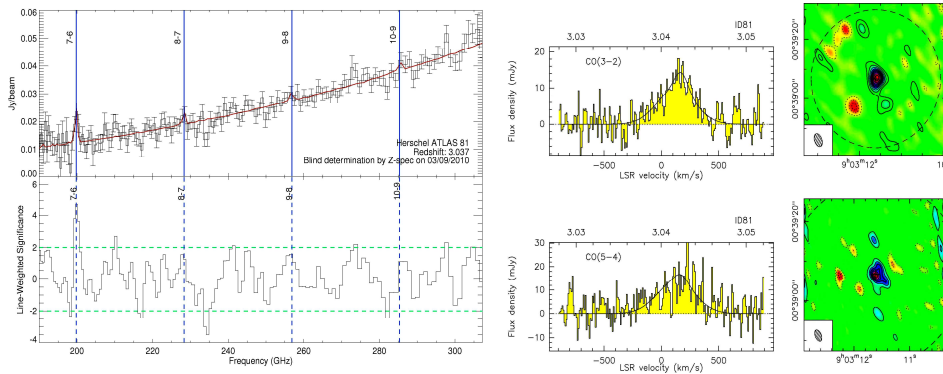 0.06
0.05
0.04
0.03
0.02
0.01
0.00
Jy/beam
7-6
8-7
9-8
10-9
Herschel ATLAS 81
Redshift: 3.037
Blind determination by Z-spec on 03/09/2010
6
4
2
0
-2
-4
Line-Weighted Significance
7-6
8-7
9-8
10-9
200 220 240 260 280 300
Frequency (GHz)
ID81
3.03 3.04 3.05
CO(3-2)
20
10
0
Flux density (mJy)
-500 0 500
LSR velocity (km/s)
00°39'20"
00°39'00"
9h03m12s 1
ID81
3.03 3.04 3.05
CO(5-4)
30
20
10
0
-10
Flux density (mJy)
-500 0 500
LSR velocity (km/s)
00°39'20"
00°39'00"
9h03m12s 11s